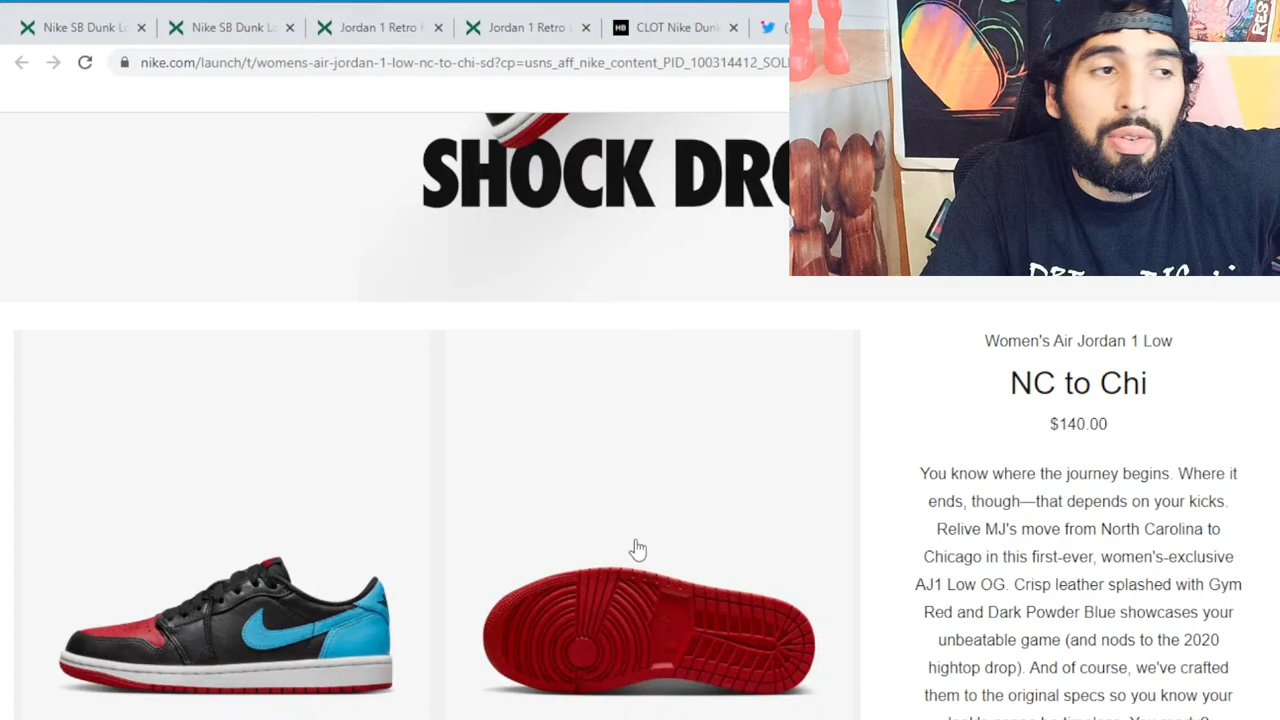 Nike SB Dunk Lo
Nike SB Dunk Lo
Jordan 1 Retro
Jordan 1 Retro L
HB CLOT Nike Dunk
nike.com/launch/t/womens-air-jordan-1-low-nc-to-chi-sd?cp=usns_aff_nike_content_PID_100314412_SOL
SHOCK DRO
Women's Air Jordan 1 Low
NC to Chi
$140.00
You know where the journey begins. Where it
ends, though—that depends on your kicks.
Relive MJ's move from North Carolina to
Chicago in this first-ever, women's-exclusive
AJ1 Low OG. Crisp leather splashed with Gym
Red and Dark Powder Blue showcases your
unbeatable game (and nods to the 2020
hightop drop). And of course, we've crafted
them to the original specs so you know your